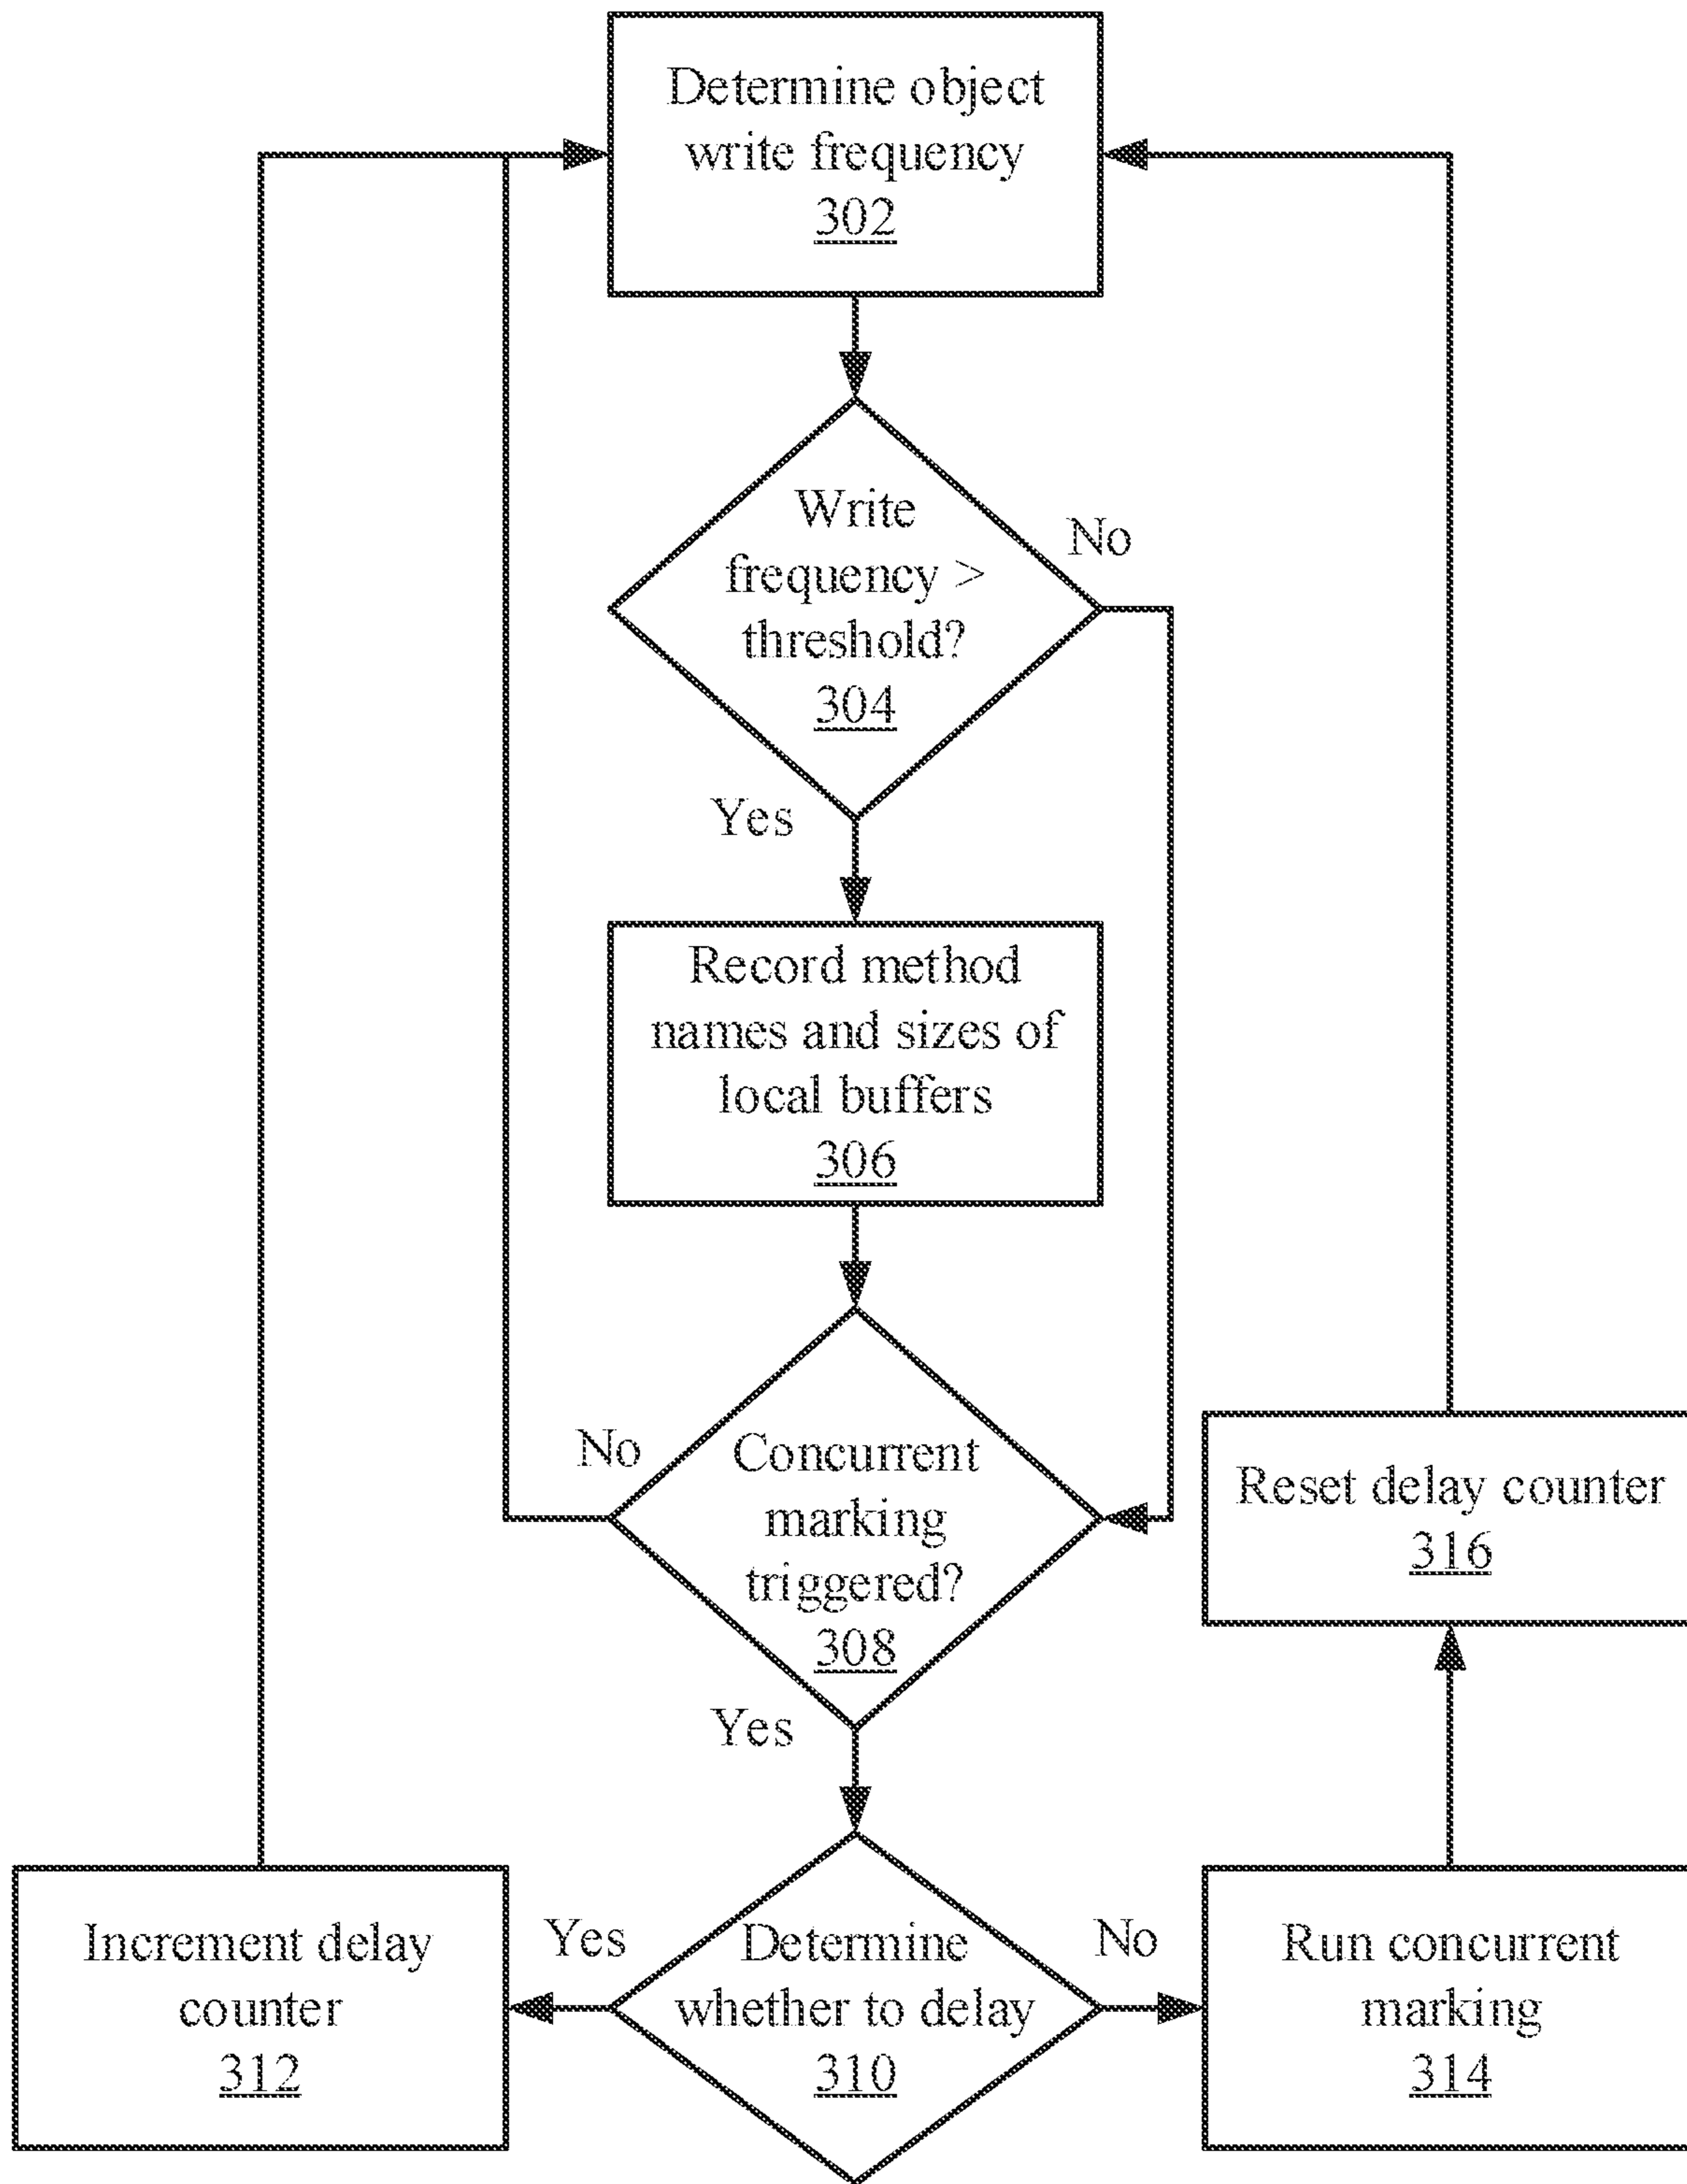 Determine object
write frequency
302
Write
frequency >
threshold?
304
No
Yes
Record method
names and sizes of
local buffers
306
No
Concurrent
marking
triggered?
308
Yes
Reset delay counter
316
Increment delay
counter
312
Yes
Determine
whether to delay
310
No
Run concurrent
marking
314